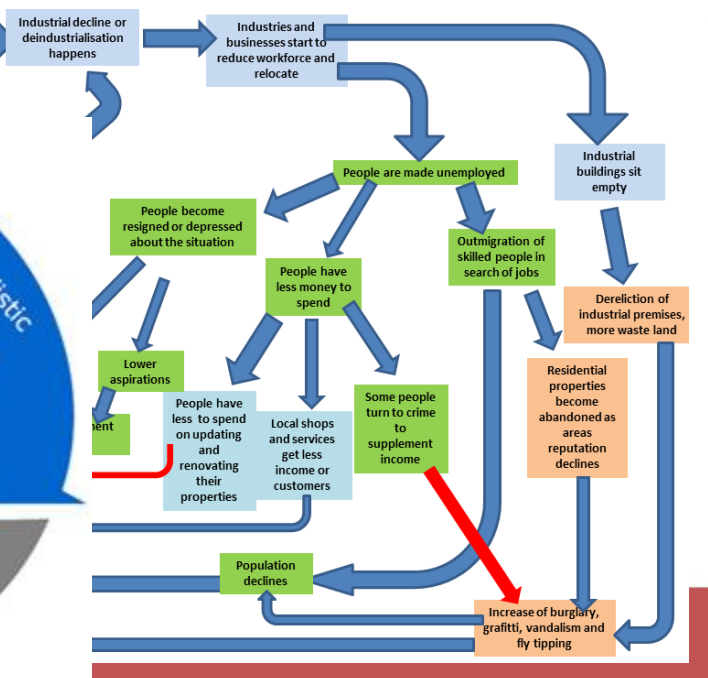 Industrial decline or
deindustrialisation
happens
Industries and
businesses start to
reduce workforce and
relocate
People are made unemployed
Industrial
buildings sit
empty
People become
resigned or depressed
about the situation
Outmigration of
skilled people in
search of jobs
People have
less money to
spend
Dereliction of
industrial premises,
more waste land
Lower
aspirations
People have
less to spend
on updating
and
renovating
their
properties
Local shops
and services
get less
income or
customers
Some people
turn to crime
to
supplement
income
Residential
properties
become
abandoned as
areas
reputation
declines
Population
declines
Increase of burglary,
grafitti, vandalism and
fly tipping